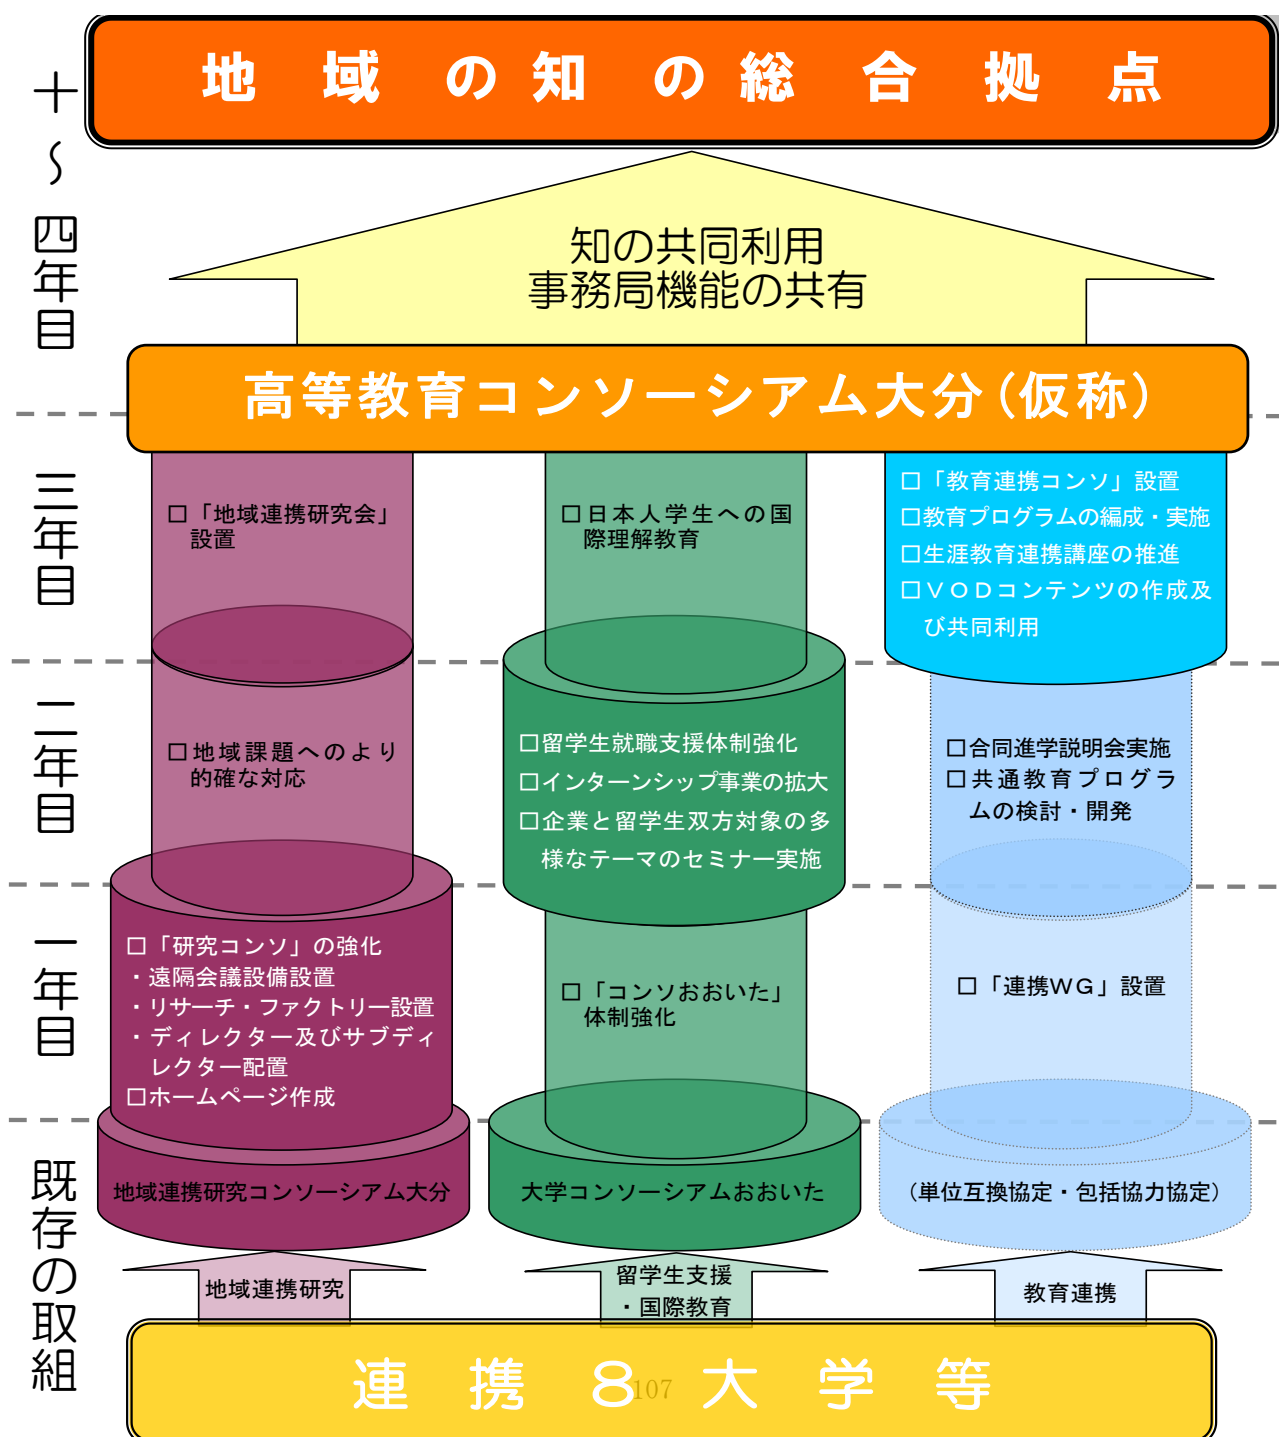 地域の知の総合拠点
十～四年目
知の共同利用
事務局機能の共有
高等教育コンソーシアム大分（仮称）
三年目
□「地域連携研究会」
設置
□日本人学生への国
際理解教育
□「教育連携コンソ」設置
□教育プログラムの編成・実施
□生涯教育連携講座の推進
□ＶＯＤコンテンツの作成及
び共同利用
二年目
□地域課題へのより
的確な対応
□留学生就職支援体制強化
□インターンシップ事業の拡大
□企業と留学生双方対象の多
様なテーマのセミナー実施
□合同進学説明会実施
□共通教育プログラ
ムの検討・開発
一年目
□「研究コンソ」の強化
・遠隔会議設備設置
・リサーチ・ファクトリー設置
・ディレクター及びサブディ
レクター配置
□ホームページ作成
□「コンソおおいた」
体制強化
□「連携ＷＧ」設置
既存の取組
地域連携研究コンソーシアム大分
大学コンソーシアムおおいた
（単位互換協定・包括協力協定）
地域連携研究
留学生支援
・国際教育
教育連携
連携８大学等
107